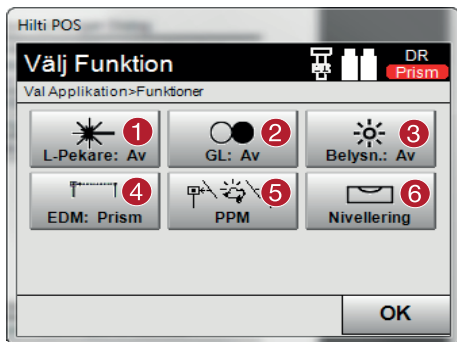 Hilti POS
Välj Funktion
DR
Prism
Val Applikation>Funktioner
1
L-Pekare: Av
2
GL: Av
3
Belysn.: Av
4
EDM: Prism
5
PPM
6
Nivellering
OK